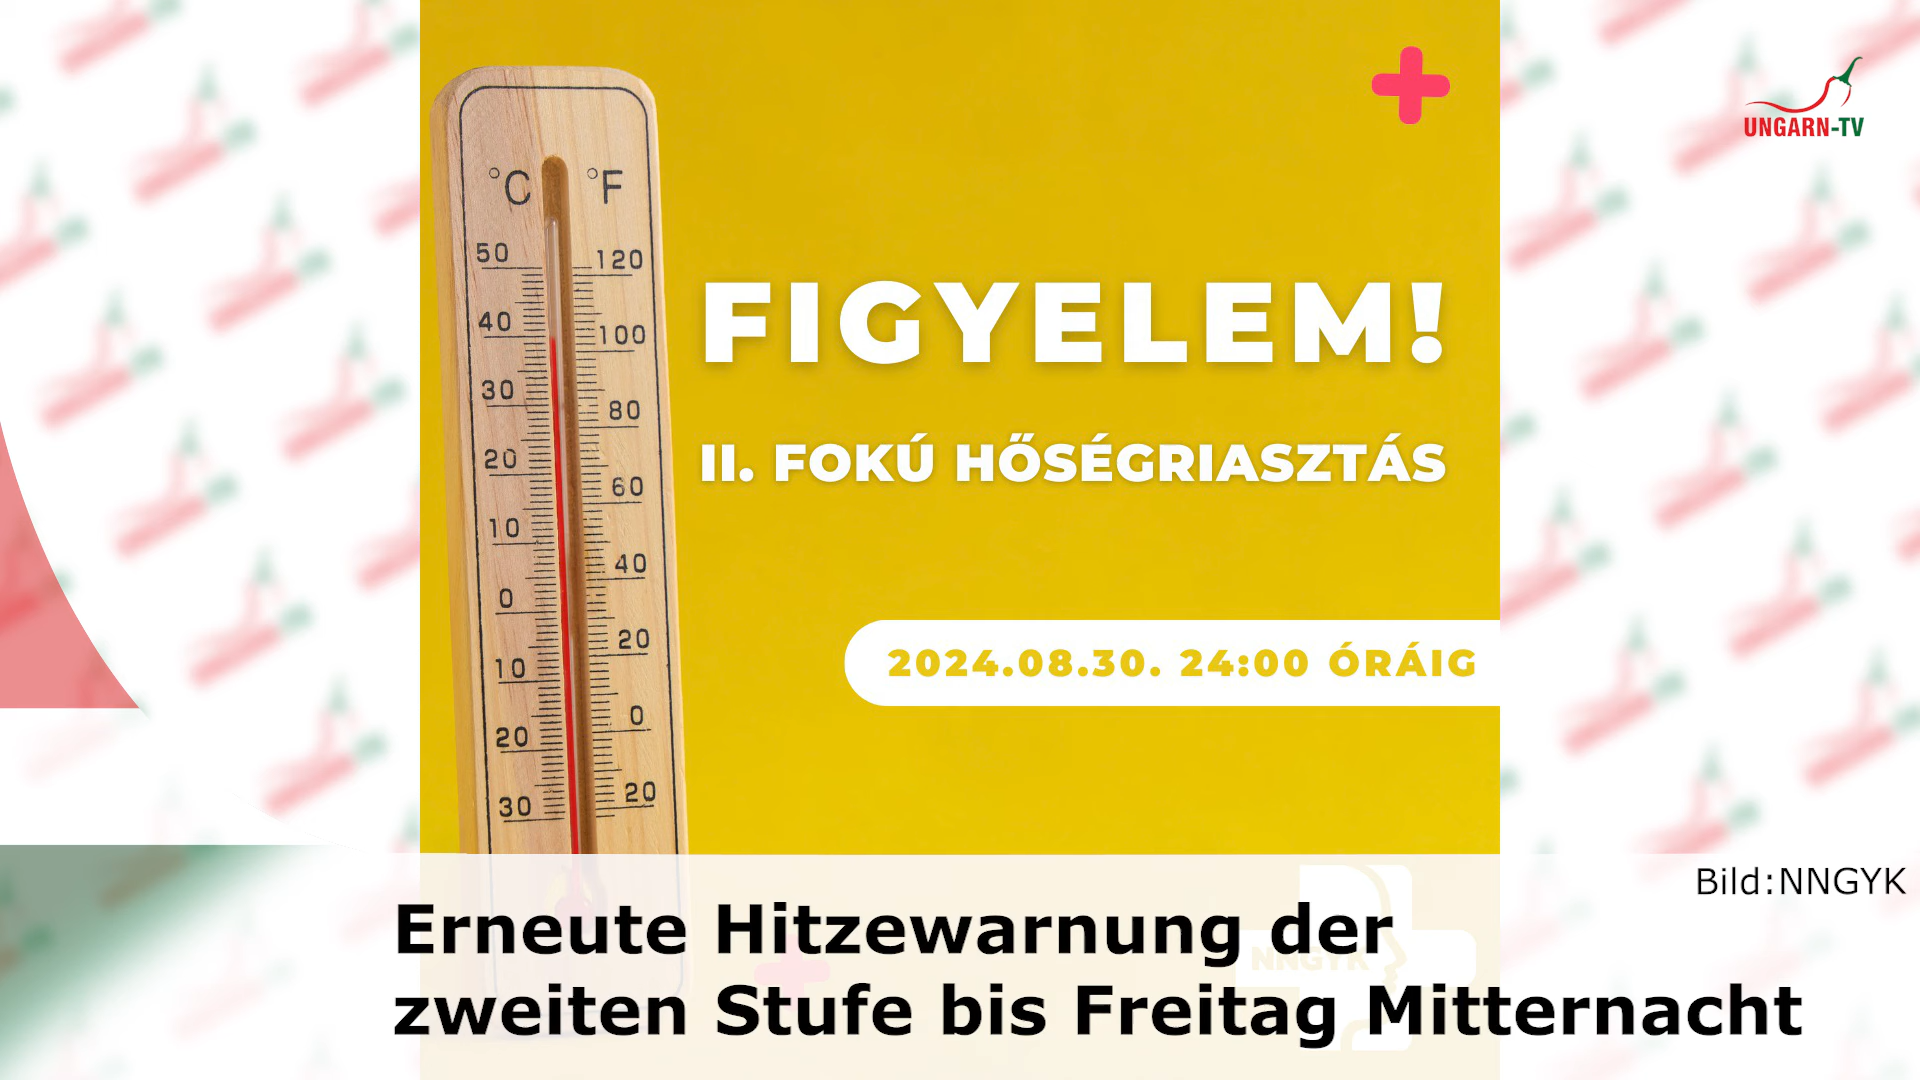 UNGARN-TV
°C °F
50 120
40 100
30 80
20 60
10 40
0 20
10 0
20 20
30
FIGYELEM!
II. FOKÚ HŐSÉGRIASZTÁS
2024.08.30. 24:00 ÓRÁIG
Bild:NNGYK
NNGYK
Erneute Hitzewarnung der
zweiten Stufe bis Freitag Mitternacht